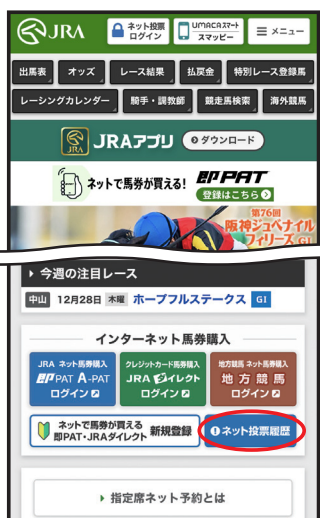 JRA
ネット投票
ログイン
UMACAスマート
スマッピー
メニュー
出馬表
オッズ
レース結果
払戻金
特別レース登録馬
レーシングカレンダー
騎手・調教師
競走馬検索
海外競馬
JRA
JRAアプリ
ダウンロード
ネットで馬券が買える!
即PAT
登録はこちら
第76回
阪神ジュベナイル
フィリーズ GI
今週の注目レース
中山 12月28日 木曜 ホープフルステークス GI
インターネット馬券購入
JRA ネット馬券購入
即PAT A-PAT
ログイン
クレジットカード馬券購入
JRA ダイレクト
ログイン
地方競馬 ネット馬券購入
地方競馬
ログイン
ネットで馬券が買える
即PAT・JRAダイレクト
新規登録
ネット投票履歴
指定席ネット予約とは